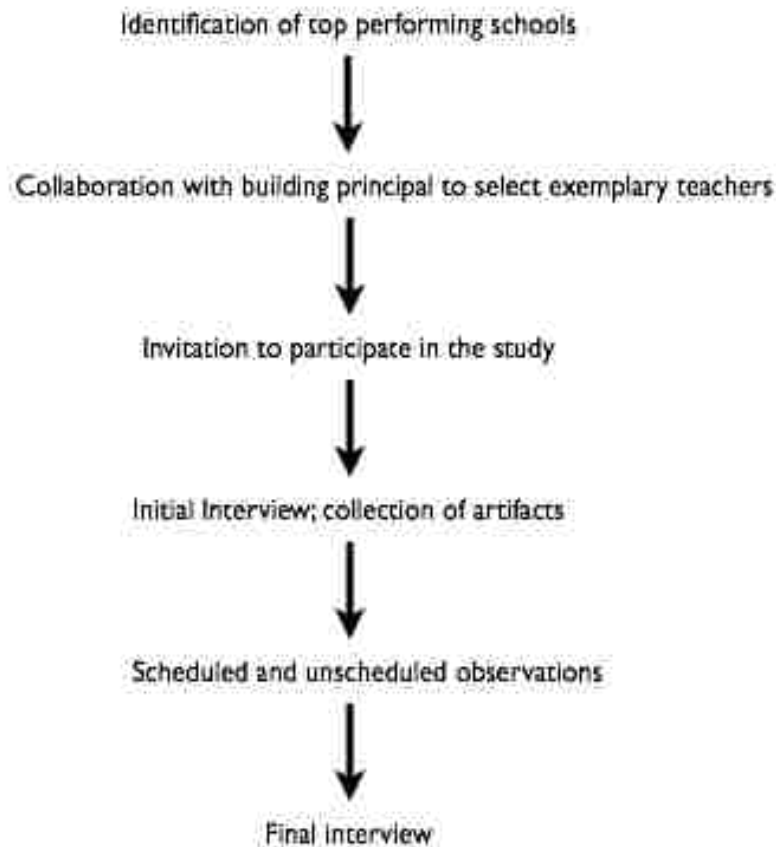 Identification of top performing schools
Collaboration with building principal to select exemplary teachers
Invitation to participate in the study
Initial Interview; collection of artifacts
Scheduled and unscheduled observations
Final interview